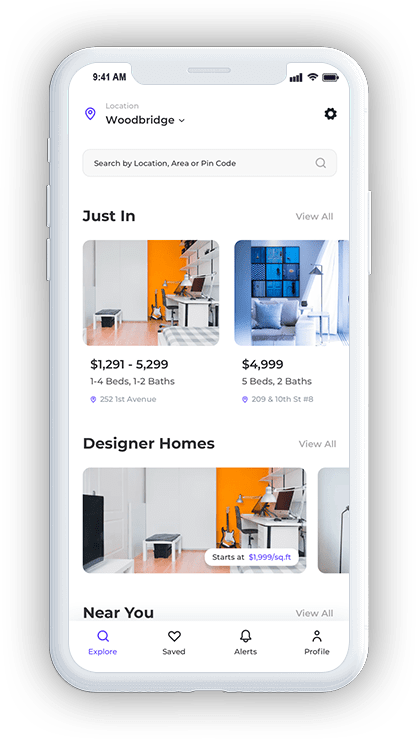 9:41 AM
Location
Woodbridge
Search by Location, Area or Pin Code
Just In
View All
$1,291 - 5,299
1-4 Beds, 1-2 Baths
252 1st Avenue
$4,999
5 Beds, 2 Baths
209 & 10th St #8
Designer Homes
View All
Starts at $1,999/sq.ft
Near You
View All
Explore
Saved
Alerts
Profile